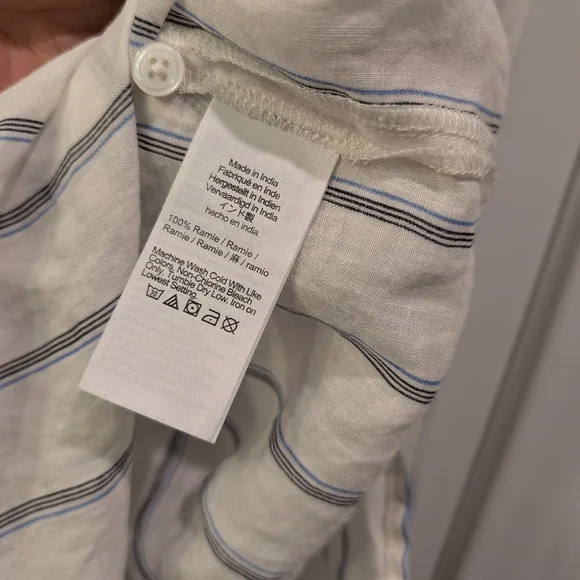 Made in India
Fabriqué en Inde
Hergestellt in Indien
Vervaardigd in India
インド製
hecho en india
100% Ramie / Ramie /
Ramie / Ramie / 麻 / ramio
Machine Wash Cold With Like
Colors, Non-Chlorine Bleach
Only, Tumble Dry Low. Iron on
Lowest Setting.